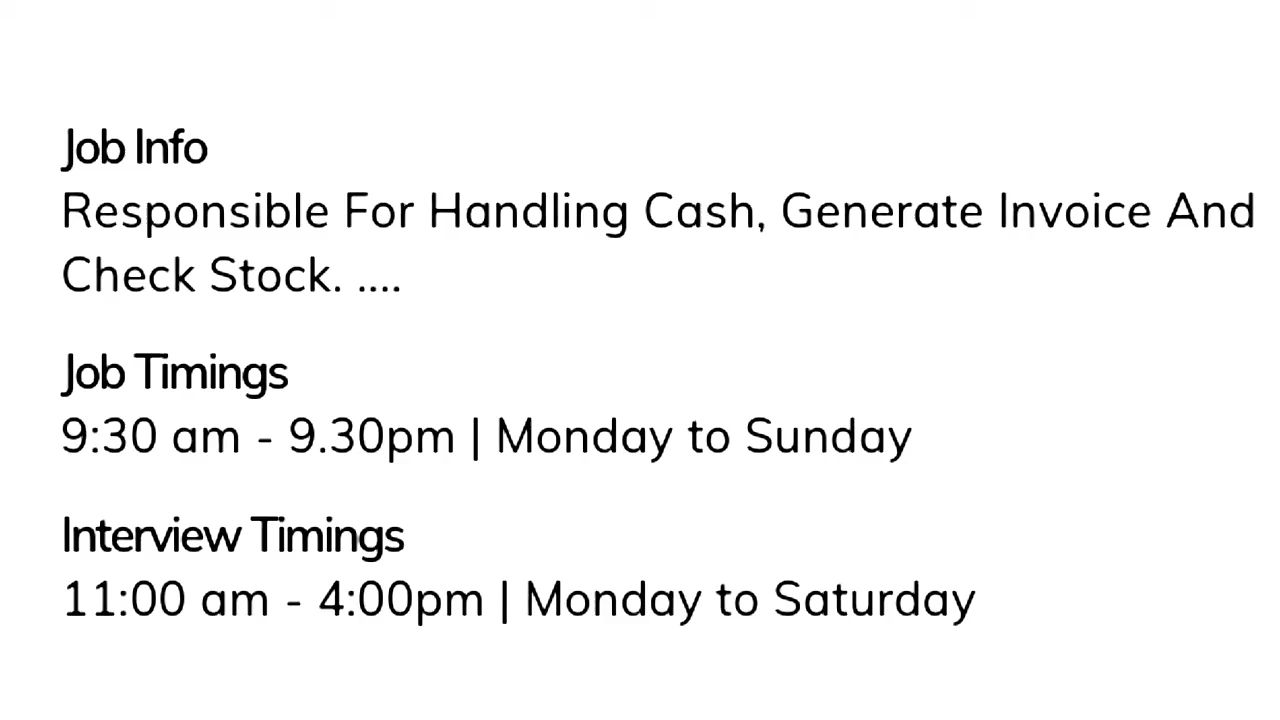 Job Info
Responsible For Handling Cash, Generate Invoice And
Check Stock. ....
Job Timings
9:30 am - 9.30pm | Monday to Sunday
Interview Timings
11:00 am - 4:00pm | Monday to Saturday